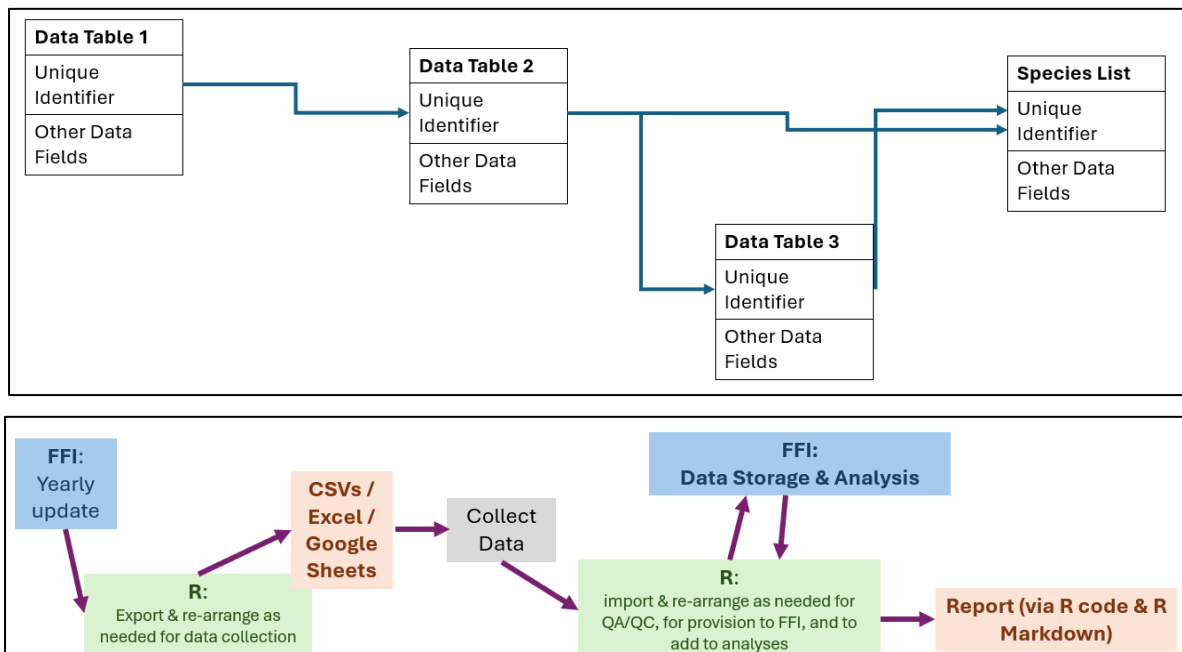 Data Table 1
Unique
Identifier
Other Data
Fields
Data Table 2
Unique
Identifier
Other Data
Fields
Data Table 3
Unique
Identifier
Other Data
Fields
Species List
Unique
Identifier
Other Data
Fields
FFI:
Yearly
update
R:
Export & re-arrange as
needed for data collection
CSVs /
Excel /
Google
Sheets
Collect
Data
FFI:
Data Storage & Analysis
R:
import & re-arrange as needed for
QA/QC, for provision to FFI, and to
add to analyses
Report (via R code & R
Markdown)